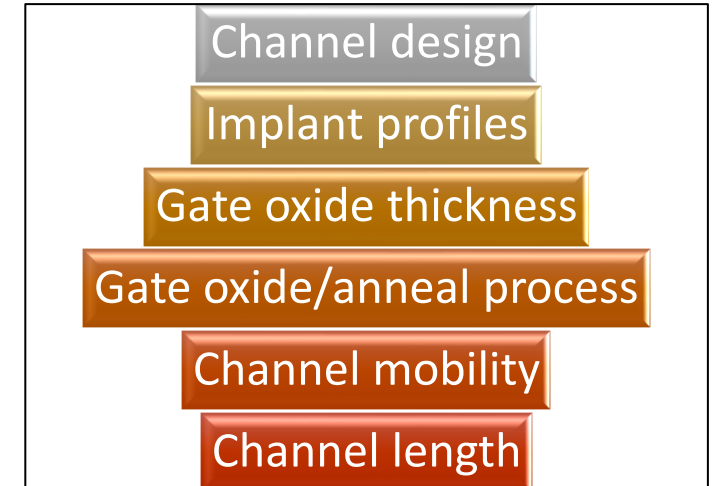 Channel design
Implant profiles
Gate oxide thickness
Gate oxide/anneal process
Channel mobility
Channel length